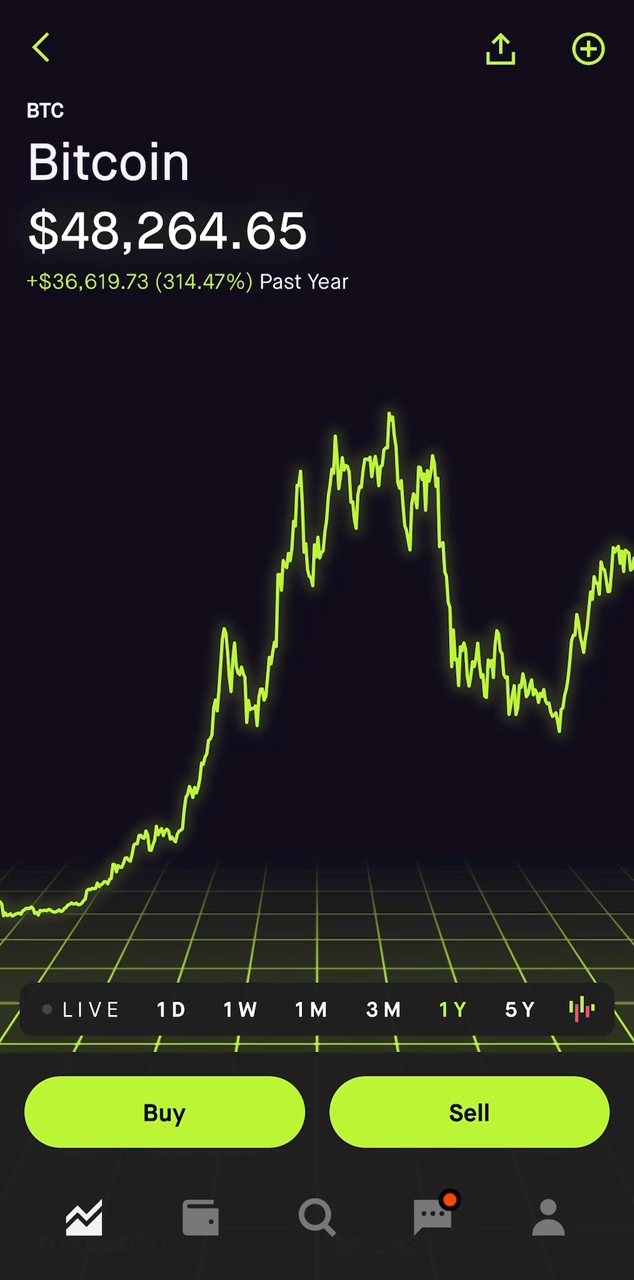 BTC
Bitcoin
$48,264.65
+$36,619.73 (314.47%) Past Year
LIVE 1D 1W 1M 3M 1Y 5Y
Buy Sell